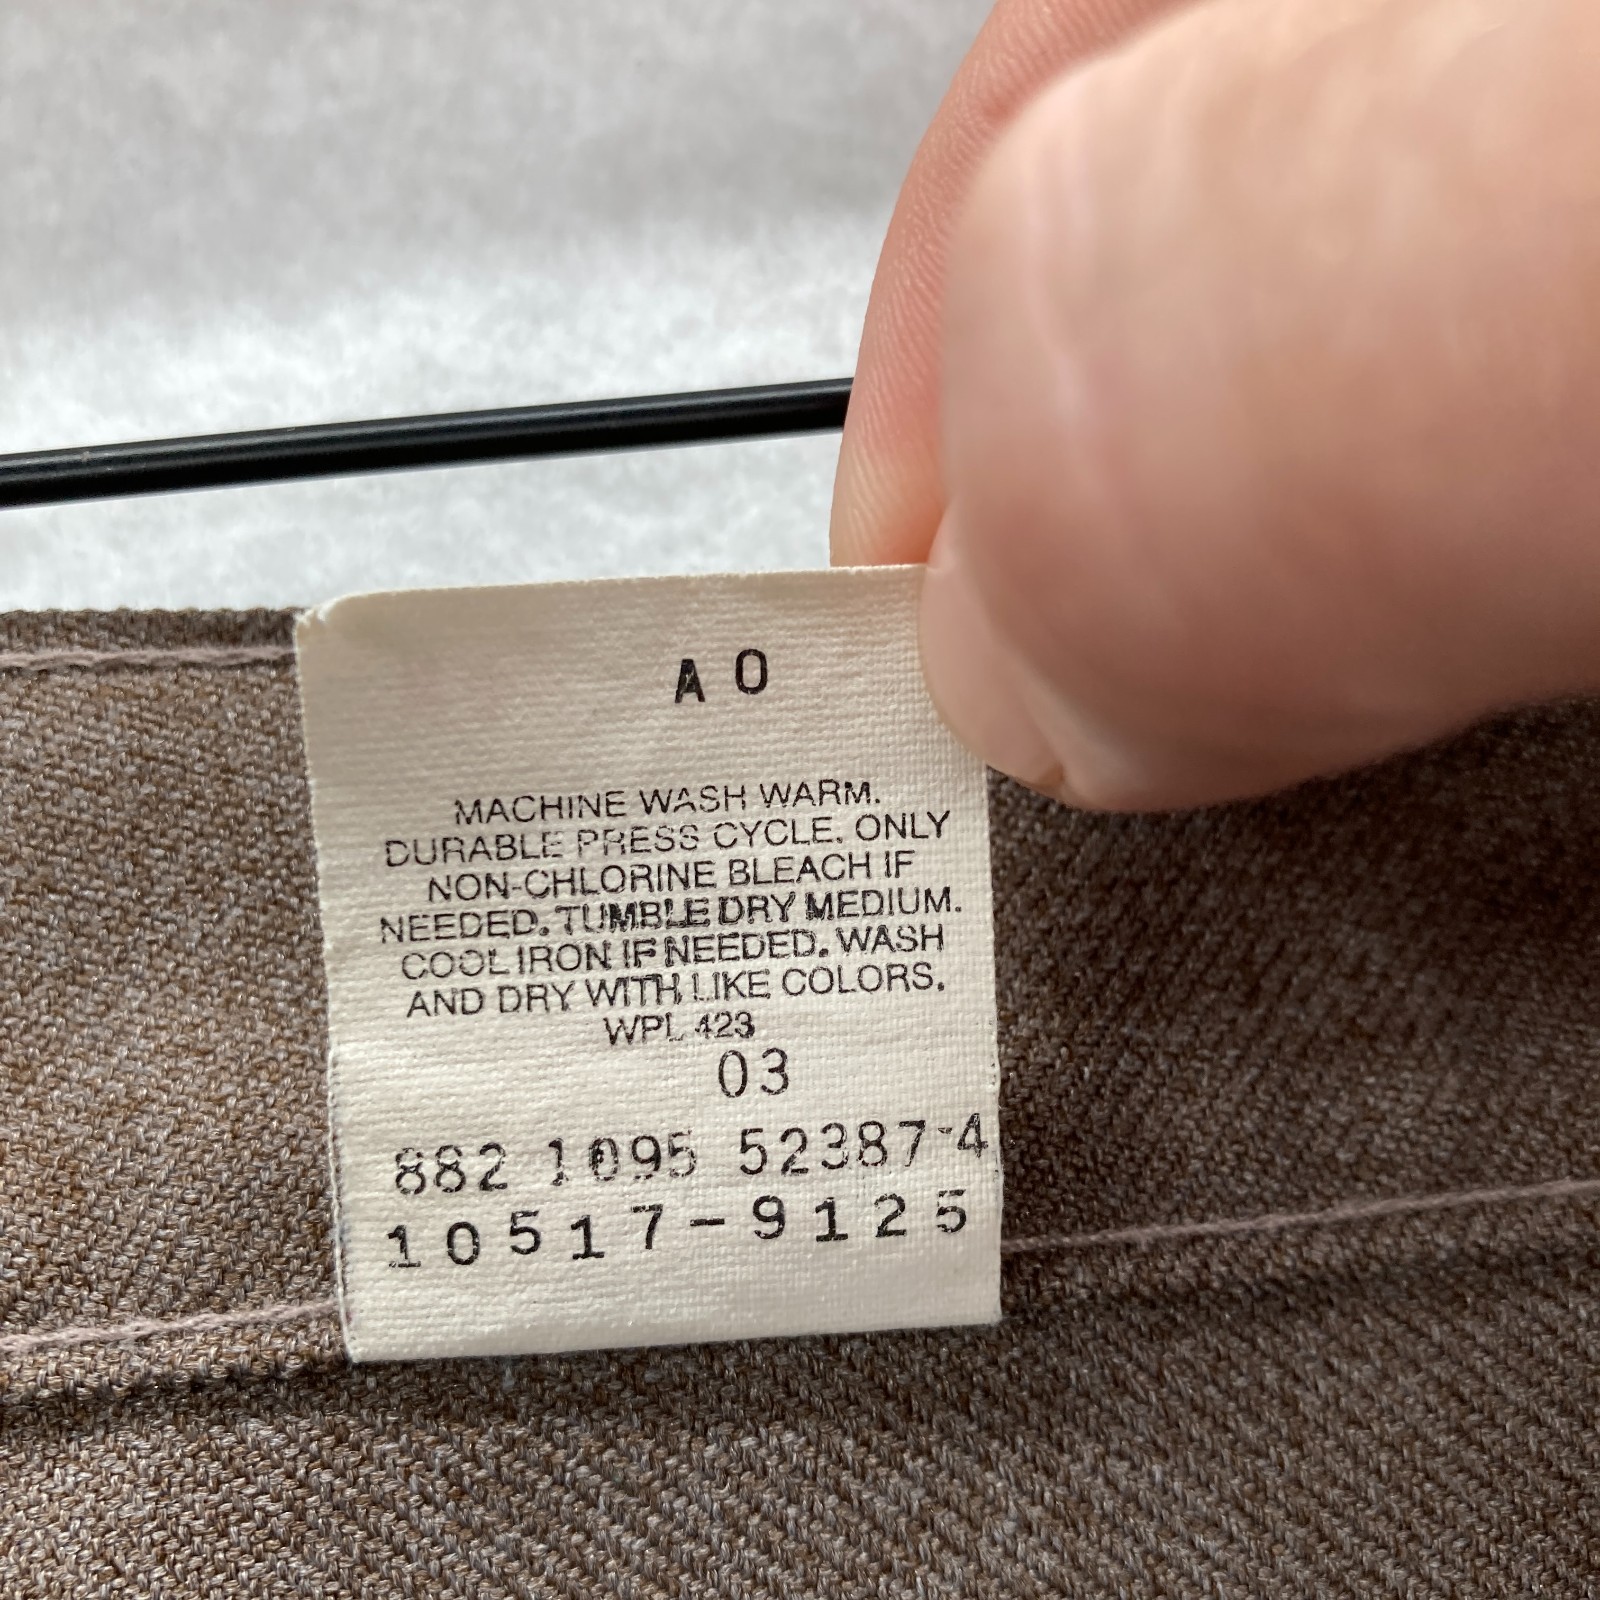 A O
MACHINE WASH WARM.
DURABLE PRESS CYCLE. ONLY
NON-CHLORINE BLEACH IF
NEEDED. TUMBLE DRY MEDIUM.
COOL IRON IF NEEDED. WASH
AND DRY WITH LIKE COLORS.
WPL 423
03
882 1095 52387-4
10517-9125